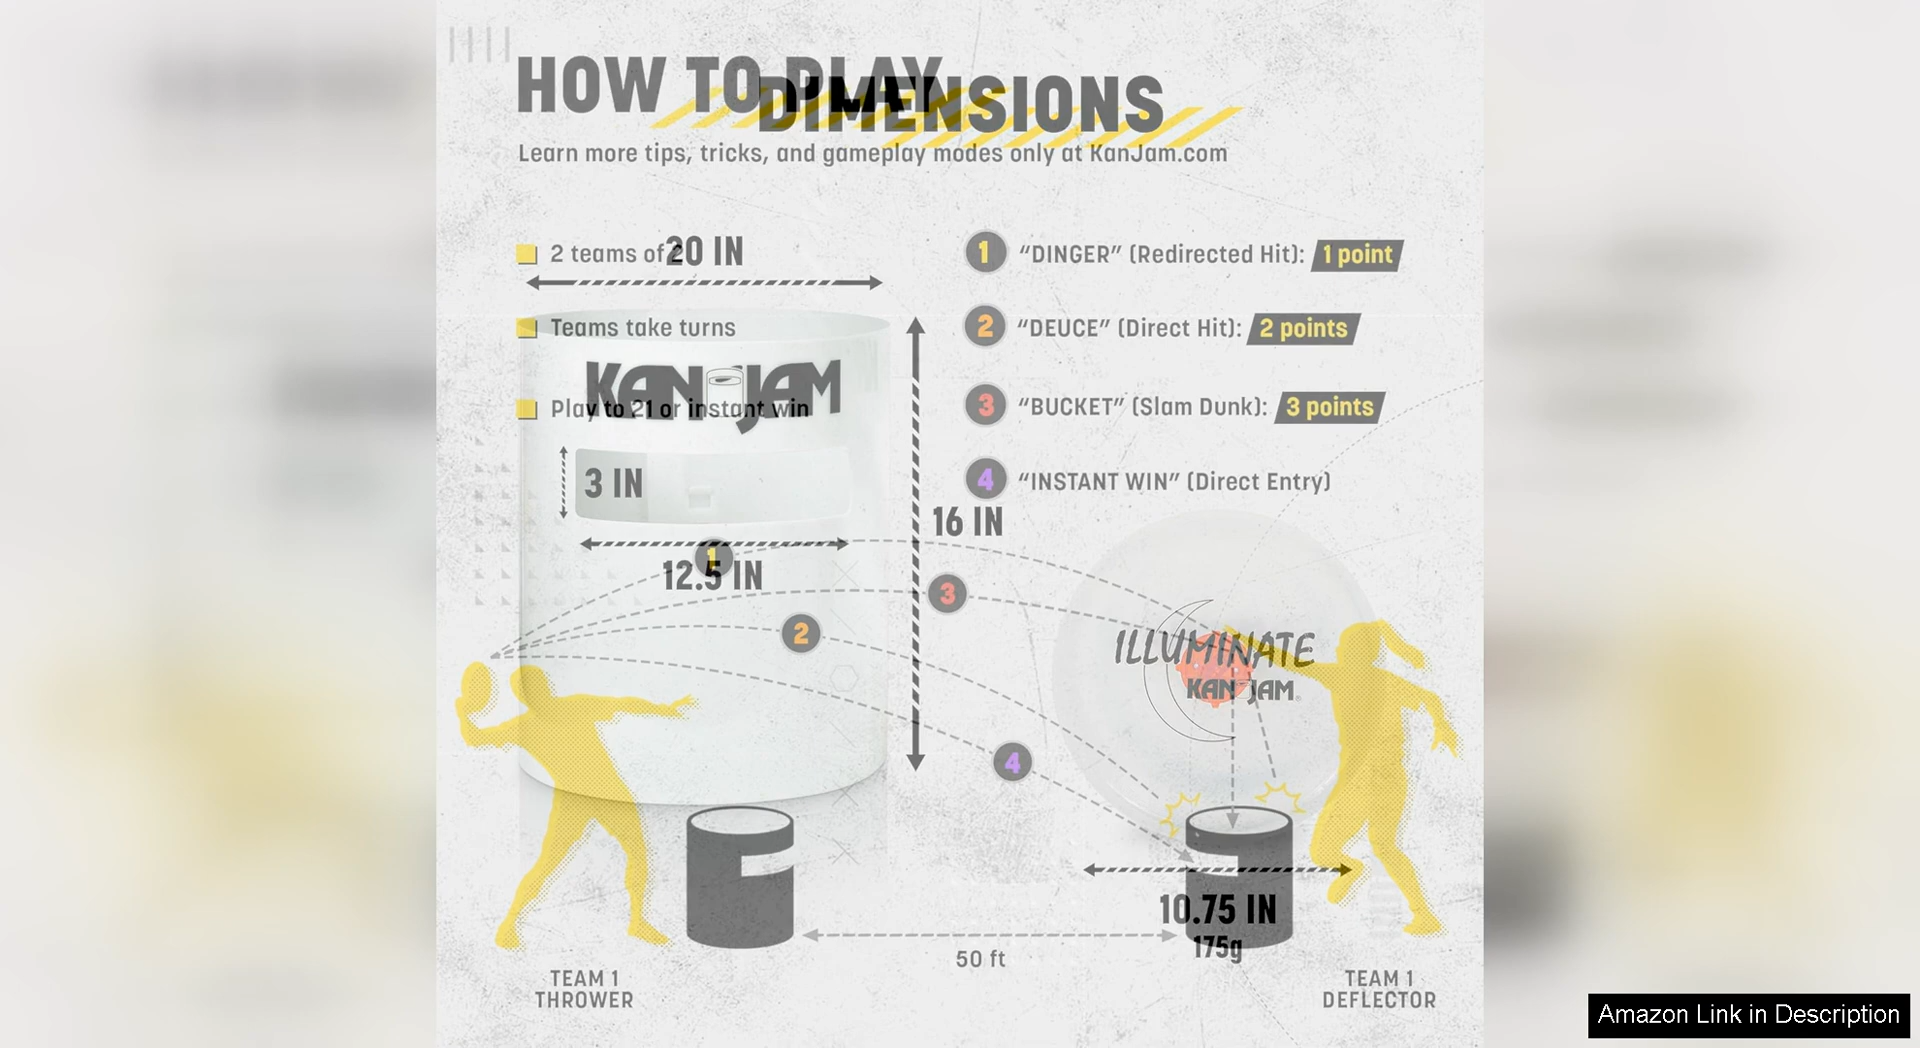 HOW TO PLAY
DIMENSIONS
Learn more tips, tricks, and gameplay modes only at KanJam.com
2 teams of
20 IN
Teams take turns
KAN JAM
Play to 21 or instant win
3 IN
12.5 IN
16 IN
1 "DINGER" (Redirected Hit): 1 point
2 "DEUCE" (Direct Hit): 2 points
3 "BUCKET" (Slam Dunk): 3 points
4 "INSTANT WIN" (Direct Entry)
1
3
2
4
ILLUMINATE
KAN JAM
10.75 IN
175g
50 ft
TEAM 1
THROWER
TEAM 1
DEFLECTOR
Amazon Link in Description